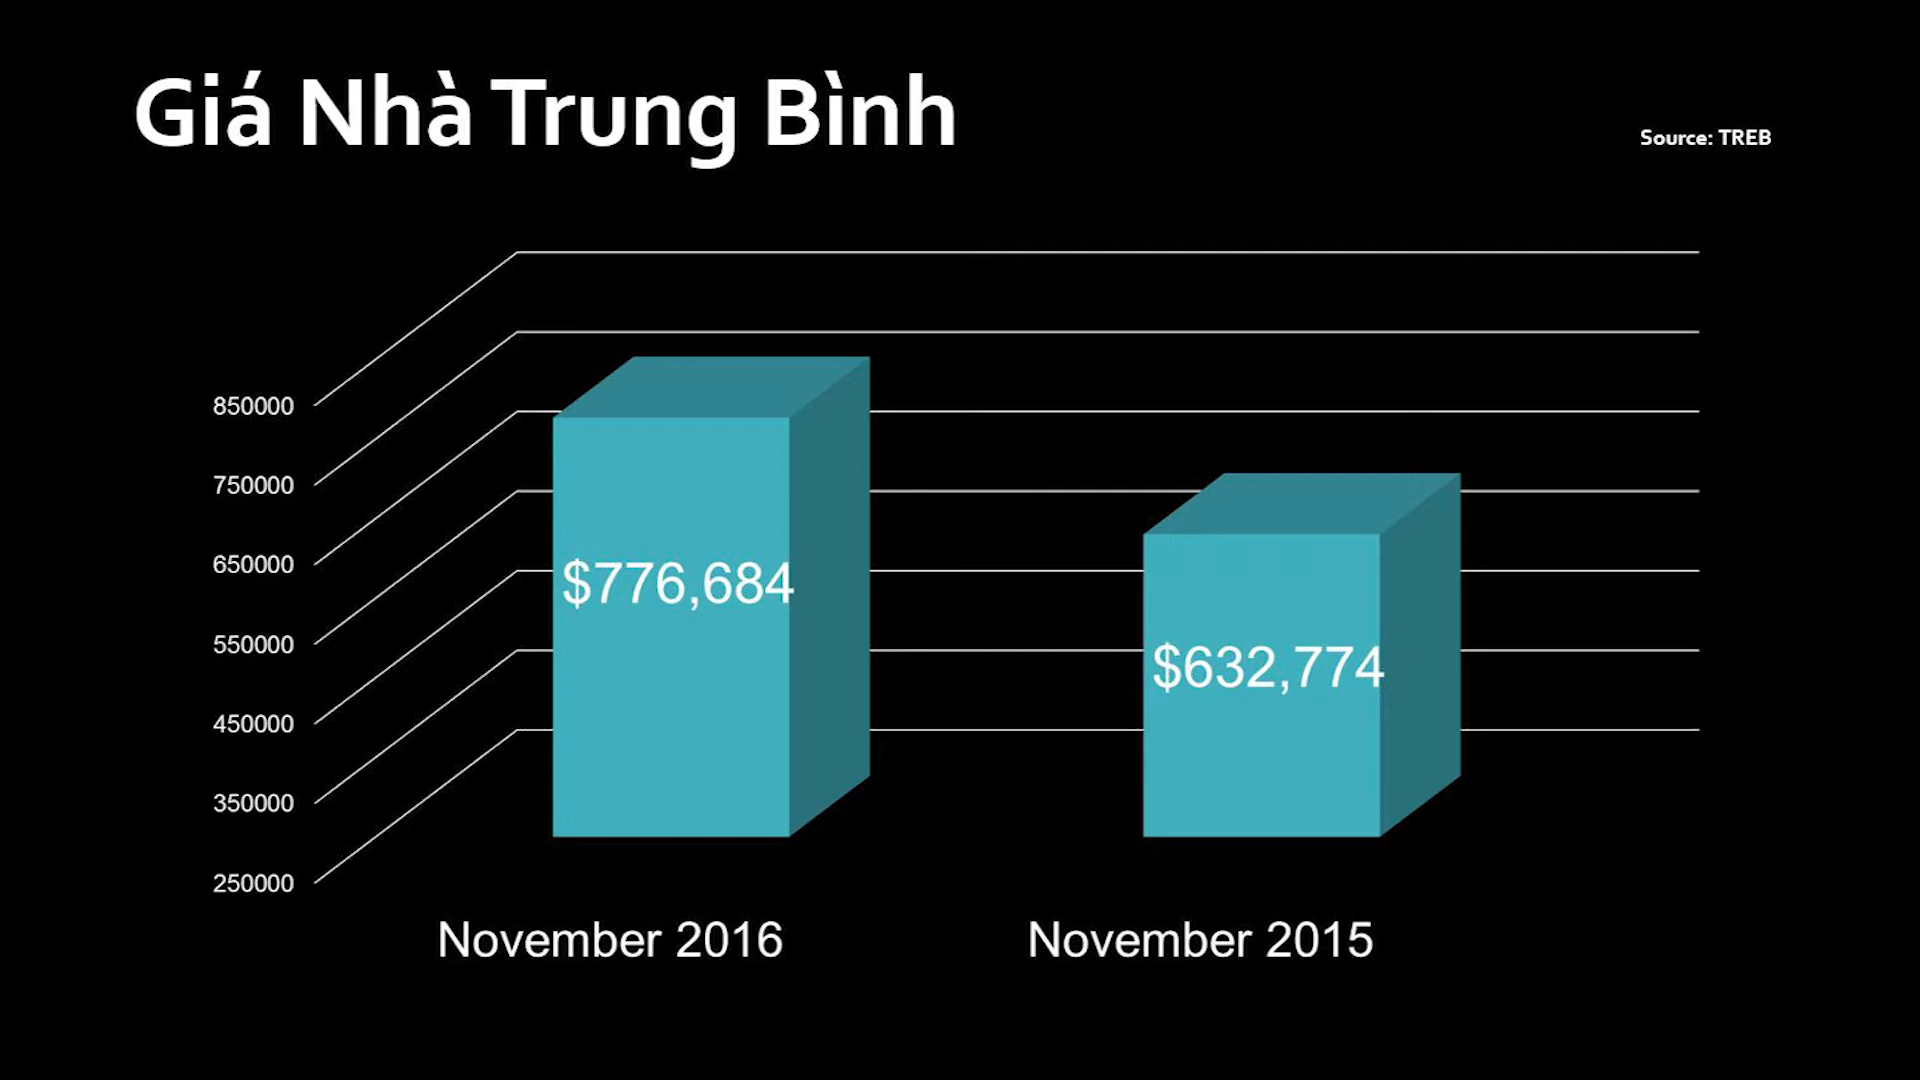 Giá Nhà Trung Bình
Source: TREB
850000
750000
650000
550000
450000
350000
250000
$776,684
$632,774
November 2016
November 2015